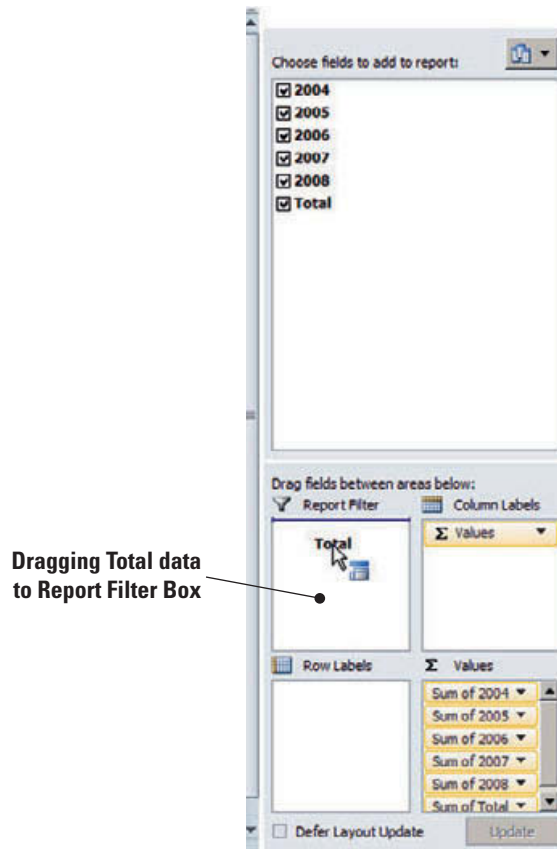 Choose fields to add to report:
2004
2005
2006
2007
2008
Total
Drag fields between areas below:
Report Filter
Column Labels
Total
Σ Values
Dragging Total data
to Report Filter Box
Row Labels
Σ Values
Sum of 2004
Sum of 2005
Sum of 2006
Sum of 2007
Sum of 2008
Sum of Total
Defer Layout Update
Update